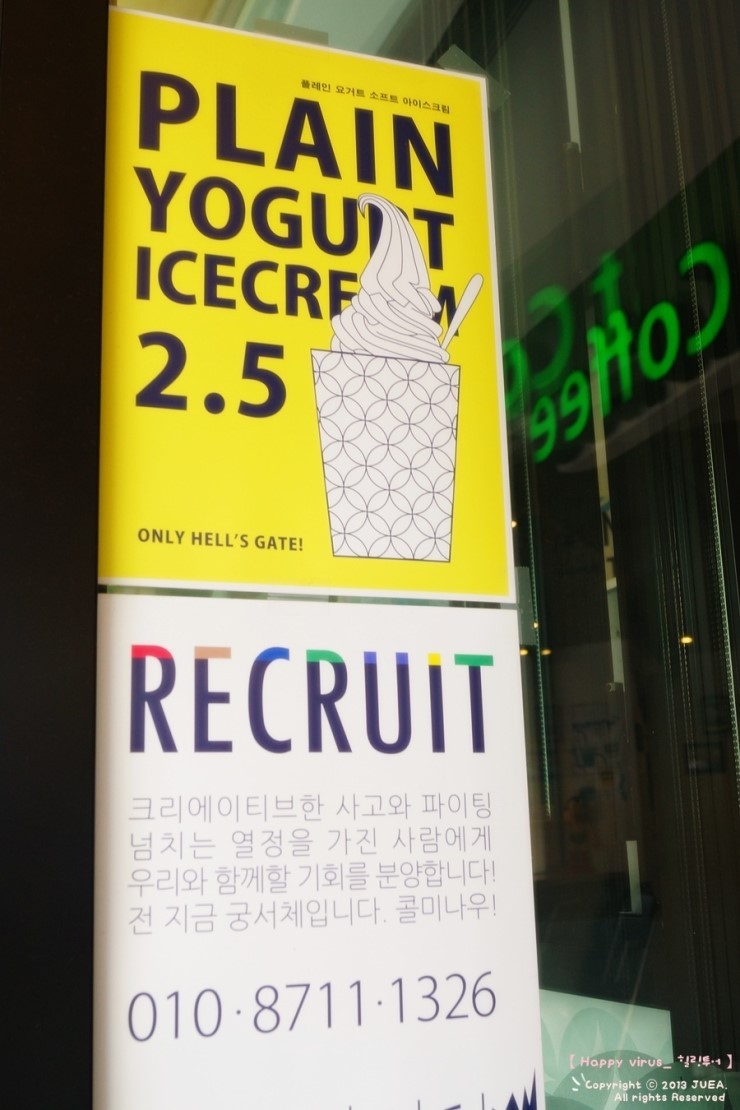 플레인 요거트 소프트 아이스크림
PLAIN
YOGURT
ICECREAM
2.5
ONLY HELL'S GATE!
RECRUIT
크리에이티브한 사고와 파이팅
넘치는 열정을 가진 사람에게
우리와 함께할 기회를 분양합니다!
전 지금 궁서체입니다. 콜미나우!
010·8711·1326
Coffee
【 Happy virus_ 힐링투어 】
Copyright ⓒ 2013 JUEA.
All rights Reserved